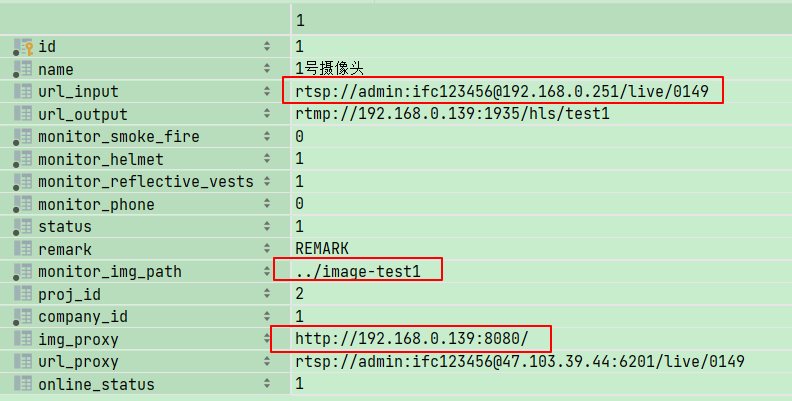 1
id 1
name 1号摄像头
url_input rtsp://admin:ifc123456@192.168.0.251/live/0149
url_output rtmp://192.168.0.139:1935/hls/test1
monitor_smoke_fire 0
monitor_helmet 1
monitor_reflective_vests 1
monitor_phone 0
status 1
remark REMARK
monitor_img_path ../image-test1
proj_id 2
company_id 1
img_proxy http://192.168.0.139:8080/
url_proxy rtsp://admin:ifc123456@47.103.39.44:6201/live/0149
online_status 1